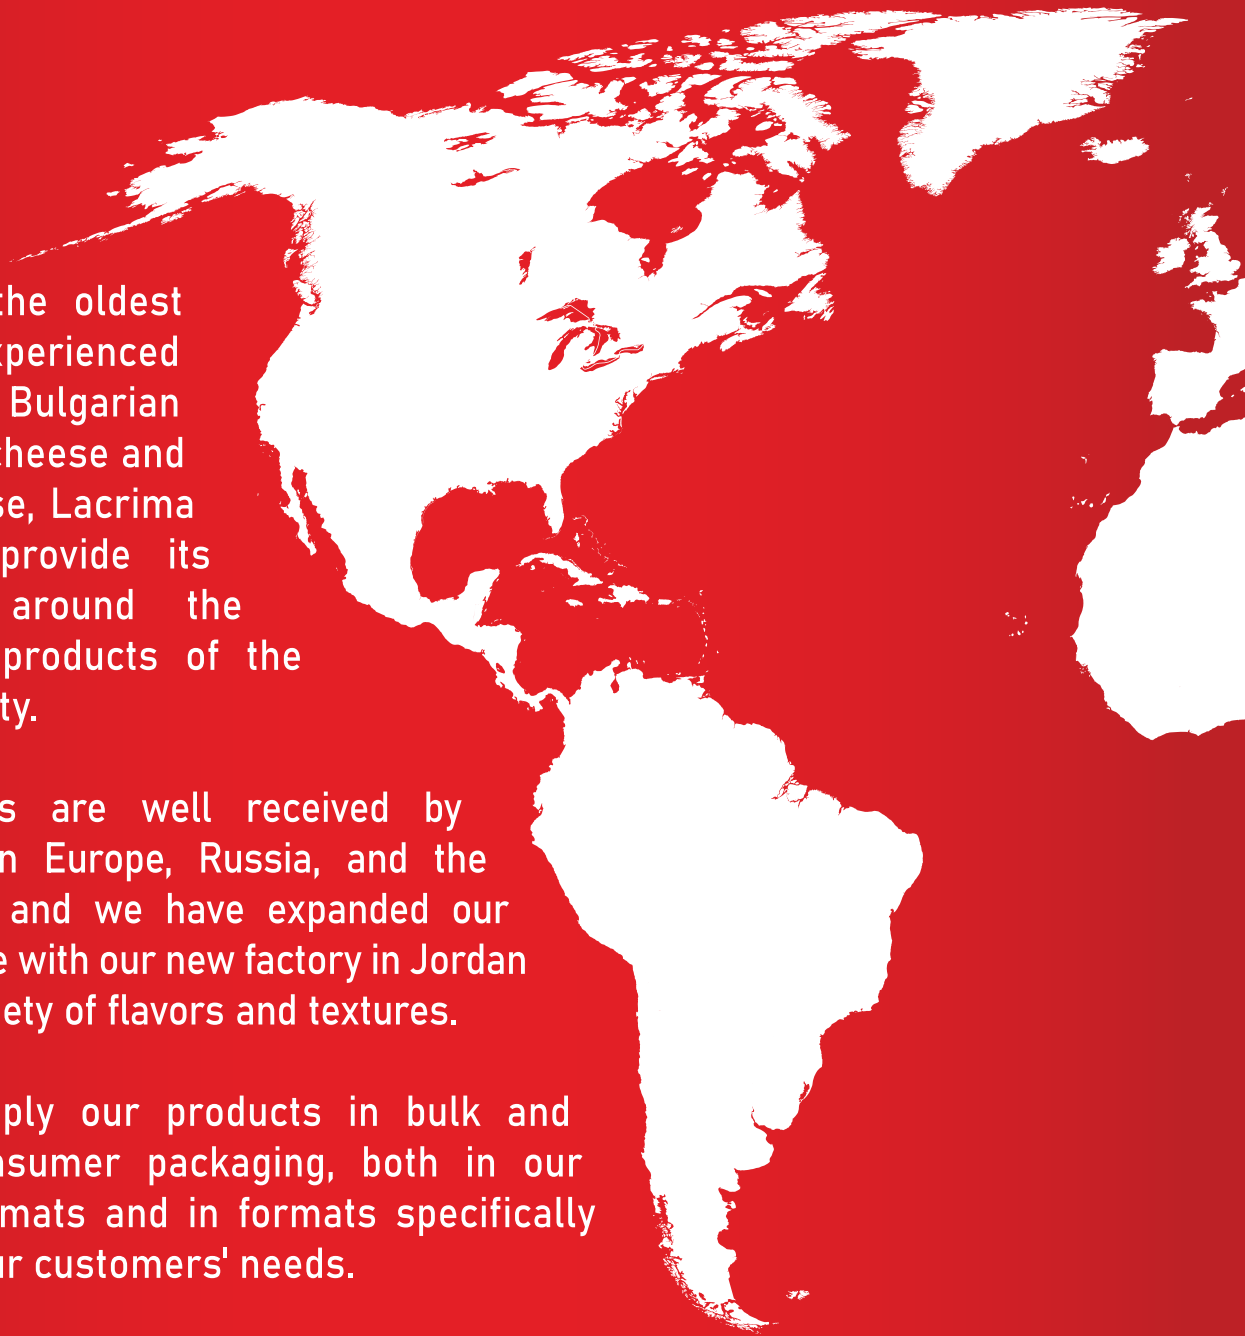 the oldest
xperienced
Bulgarian
cheese and
se, Lacrima
provide its
around the
products of the
ty.
s are well received by
n Europe, Russia, and the
and we have expanded our
e with our new factory in Jordan
ety of flavors and textures.
ply our products in bulk and
nsumer packaging, both in our
mats and in formats specifically
ur customers' needs.